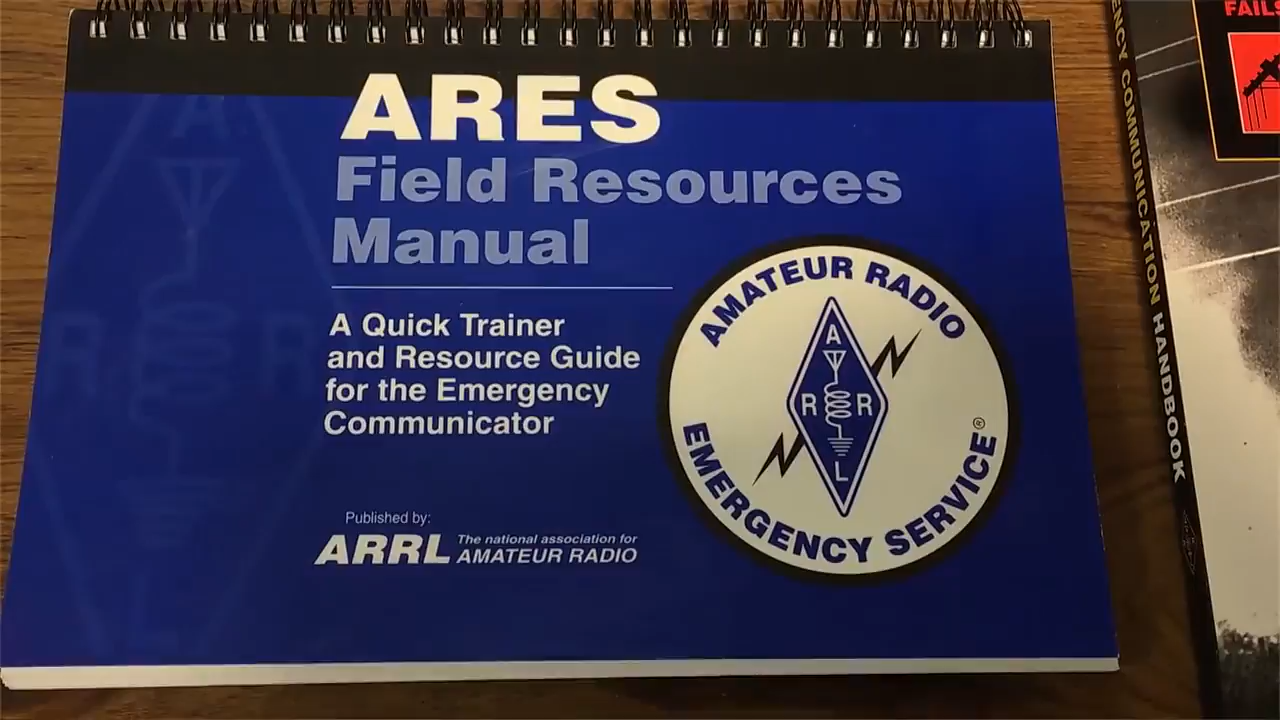 ARES
Field Resources
Manual
A Quick Trainer
and Resource Guide
for the Emergency
Communicator
Published by:
ARRL The national association for
AMATEUR RADIO
AMATEUR RADIO
A
R R
L
EMERGENCY SERVICE®
A
R R
FAILS
ENCY COMMUNICATION HANDBOOK